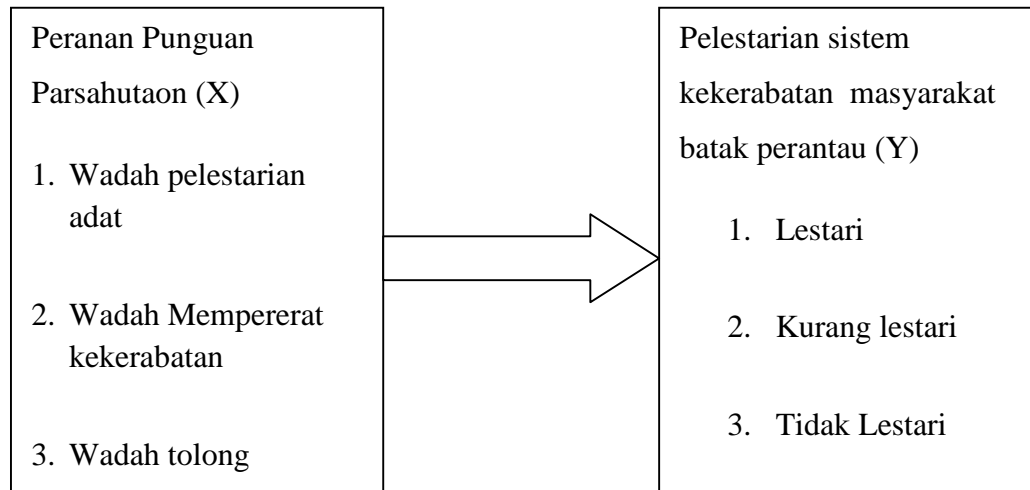 Peranan Punguan
Parsahutaon (X)
1. Wadah pelestarian
adat
2. Wadah Mempererat
kekerabatan
3. Wadah tolong
Pelestarian sistem
kekerabatan masyarakat
batak perantau (Y)
1. Lestari
2. Kurang lestari
3. Tidak Lestari